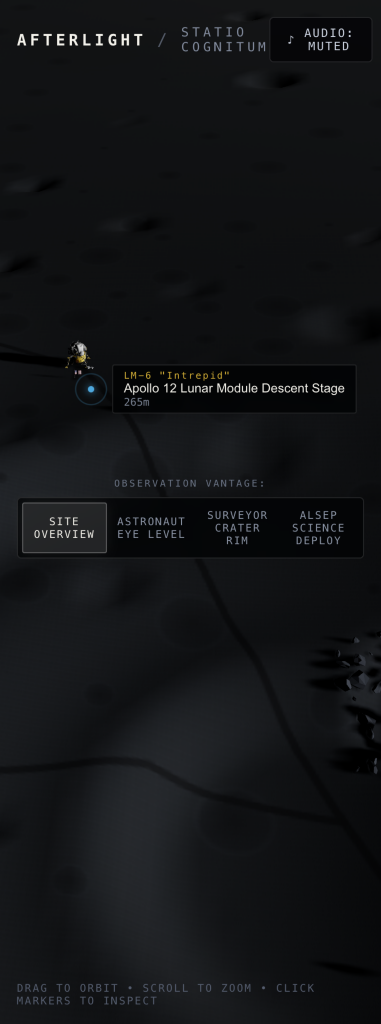 AFTERLIGHT / STATIO COGNITUM
♪ AUDIO: MUTED
LM-6 "Intrepid"
Apollo 12 Lunar Module Descent Stage
265m
OBSERVATION VANTAGE:
SITE OVERVIEW
ASTRONAUT EYE LEVEL
SURVEYOR CRATER RIM
ALSEP SCIENCE DEPLOY
DRAG TO ORBIT • SCROLL TO ZOOM • CLICK
MARKERS TO INSPECT